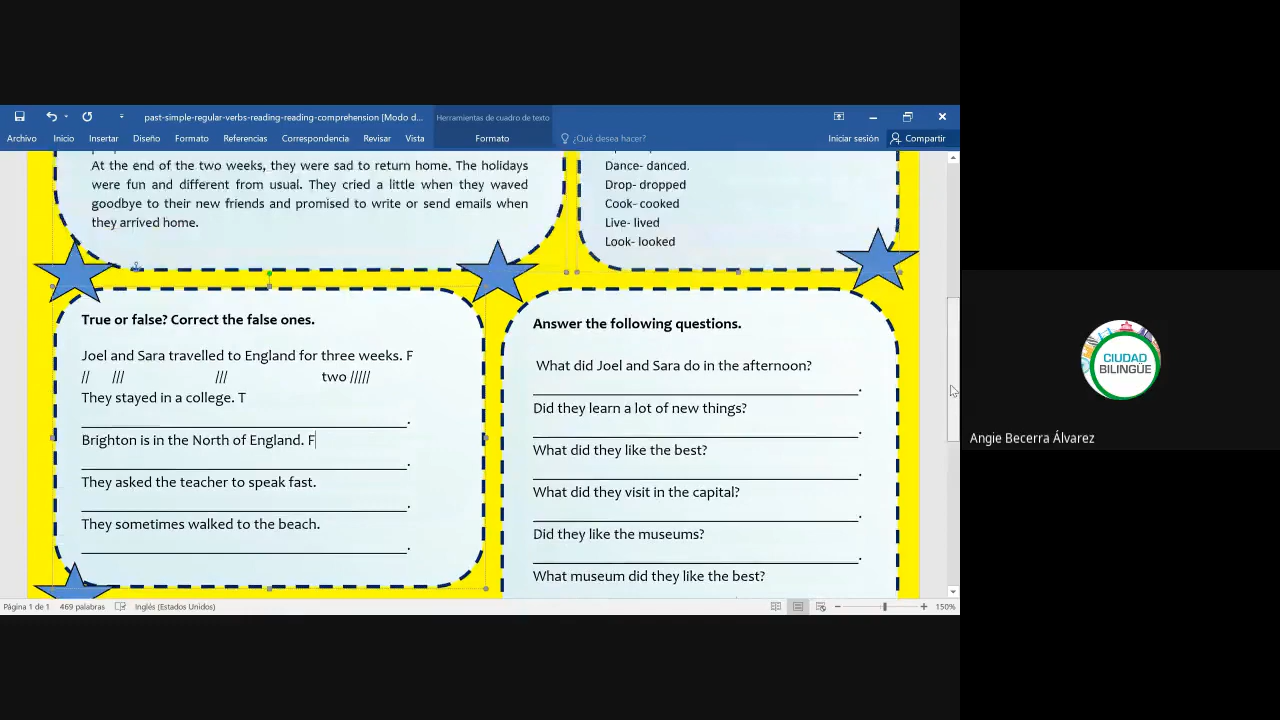 past-simple-regular-verbs-reading-reading-comprehension [Modo d...
Herramientas de cuadro de texto
Archivo Inicio Insertar Diseño Formato Referencias Correspondencia Revisar Vista Formato ¿Qué desea hacer? Iniciar sesión Compartir
At the end of the two weeks, they were sad to return home. The holidays
were fun and different from usual. They cried a little when they waved
goodbye to their new friends and promised to write or send emails when
they arrived home.
Dance- danced.
Drop- dropped
Cook- cooked
Live- lived
Look- looked
True or false? Correct the false ones.
Joel and Sara travelled to England for three weeks. F
// /// /// two /////
They stayed in a college. T
_______________.
Brighton is in the North of England. F
_______________.
They asked the teacher to speak fast.
_______________.
They sometimes walked to the beach.
_______________.
Answer the following questions.
What did Joel and Sara do in the afternoon?
_______________.
Did they learn a lot of new things?
_______________.
What did they like the best?
_______________.
What did they visit in the capital?
_______________.
Did they like the museums?
_______________.
What museum did they like the best?
Página 1 de 1 469 palabras Inglés (Estados Unidos) 150%
CIUDAD
BILINGÜE
Angie Becerra Álvarez